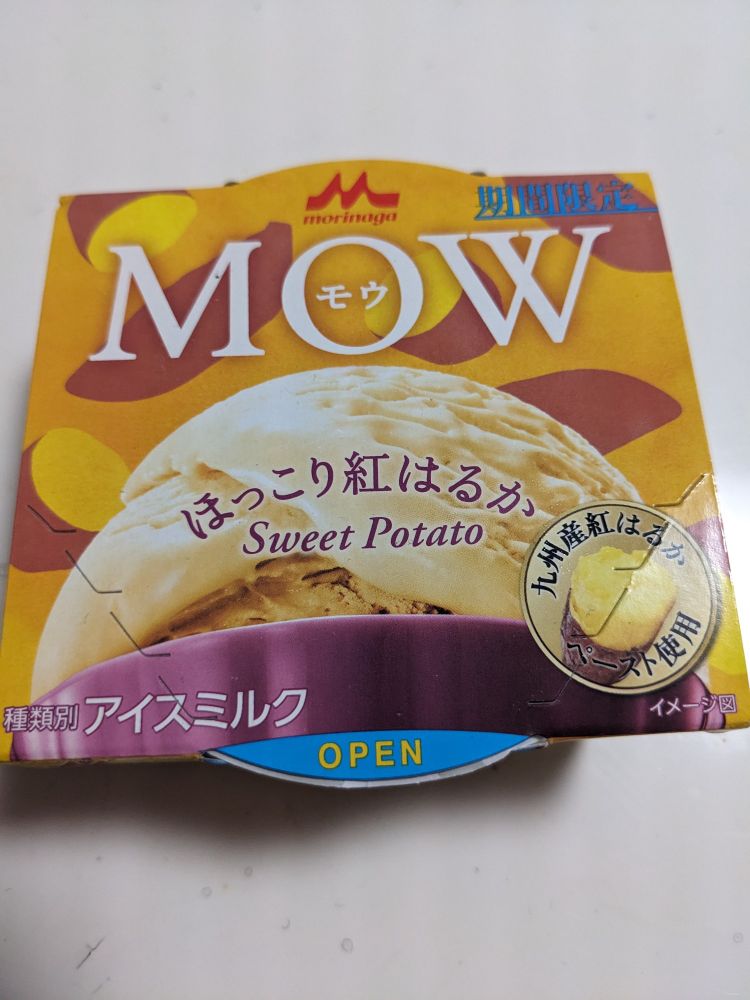 morinaga
期間限定
MOW
モウ
ほっこり紅はるか
Sweet Potato
九州産紅はるか
ペースト使用
種類別 アイスミルク
イメージ図
OPEN